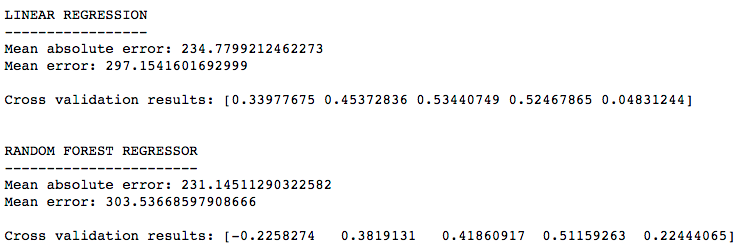 LINEAR REGRESSION
-----------------
Mean absolute error: 234.7799212462273
Mean error: 297.1541601692999
Cross validation results: [0.33977675 0.45372836 0.53440749 0.52467865 0.04831244]
RANDOM FOREST REGRESSOR
-----------------------
Mean absolute error: 231.14511290322582
Mean error: 303.53668597908666
Cross validation results: [-0.2258274   0.3819131   0.41860917  0.51159263  0.22444065]